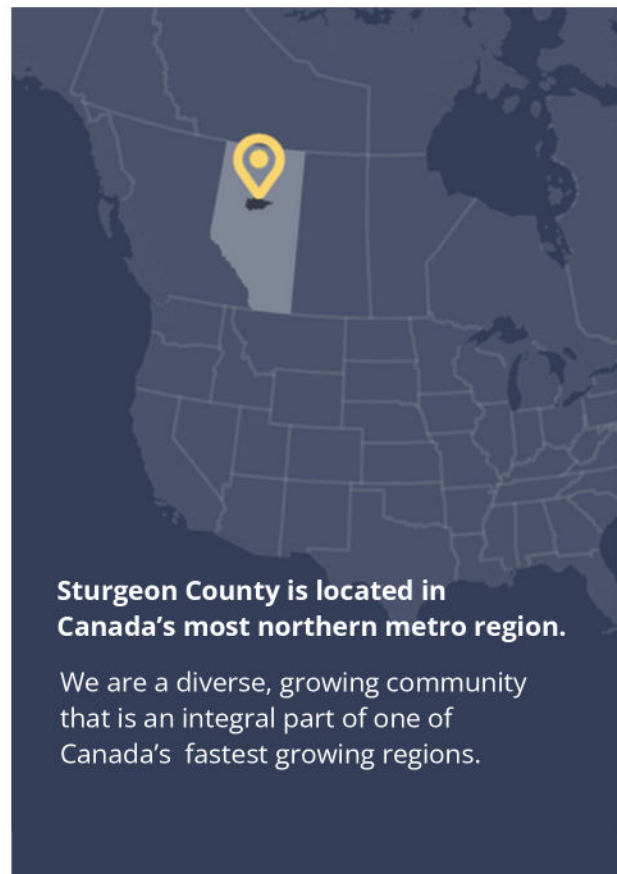 Sturgeon County is located in
Canada’s most northern metro region.
We are a diverse, growing community
that is an integral part of one of
Canada’s  fastest growing regions.